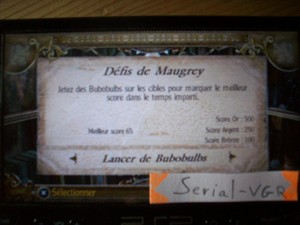 Défis de Maugrey
Jetez des Bubobulbs sur les cibles pour marquer le meilleur
score dans le temps imparti.
Score Or : 500
Meilleur score 65
Score Argent : 250
Score Bronze : 100
Lancer de Bubobulbs
Sélectionner
Serial-VGR